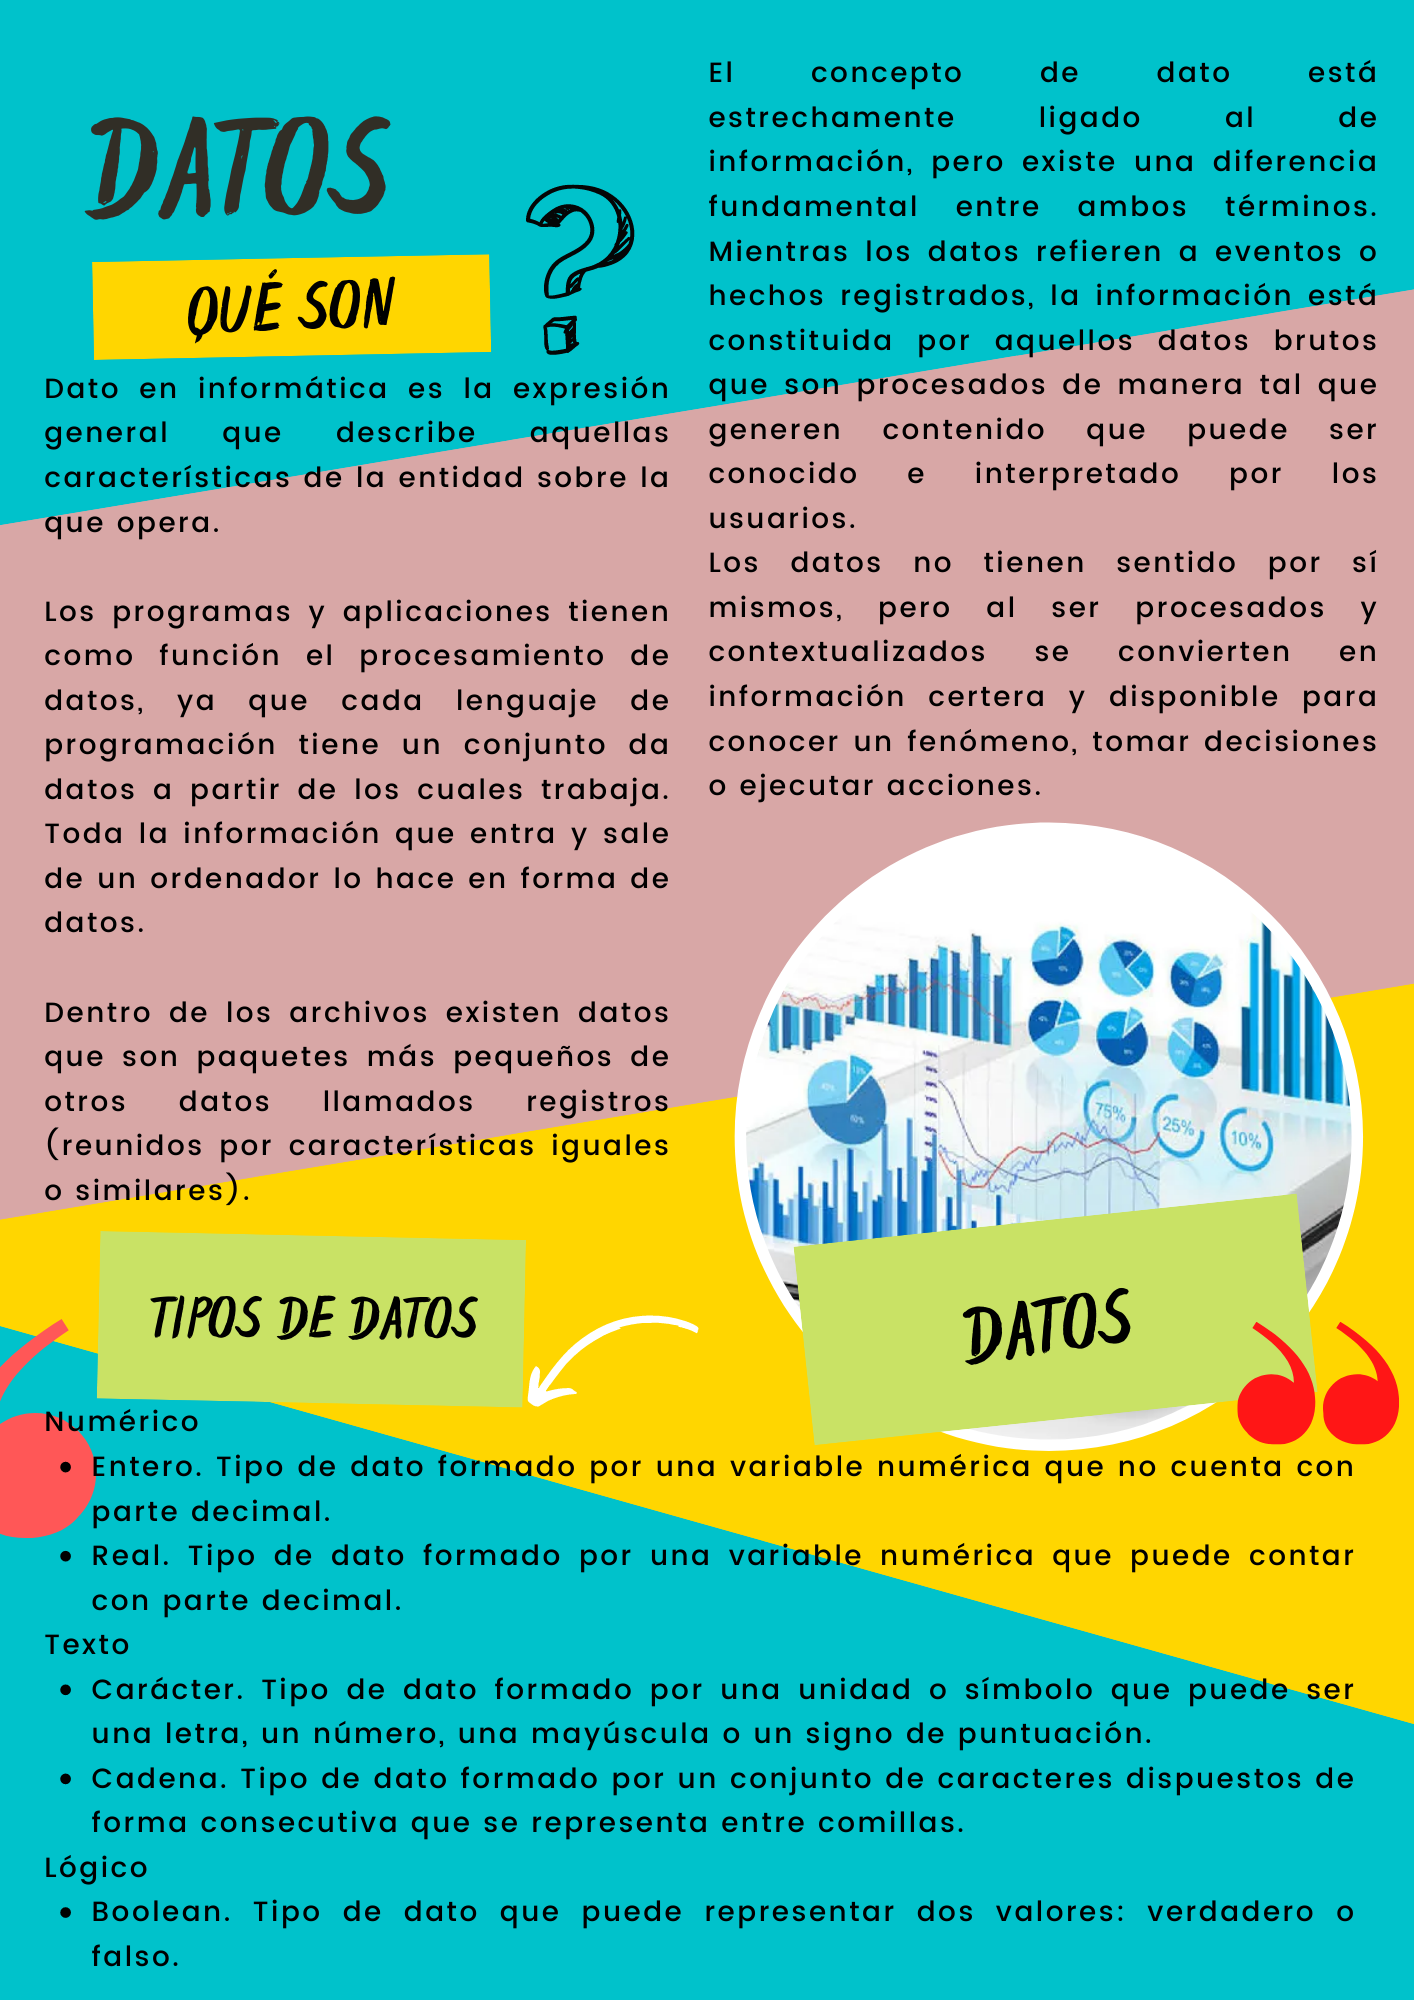 DATOS
QUÉ SON
?
Dato en informática es la expresión
general que describe aquellas
características de la entidad sobre la
que opera.
Los programas y aplicaciones tienen
como función el procesamiento de
datos, ya que cada lenguaje de
programación tiene un conjunto da
datos a partir de los cuales trabaja.
Toda la información que entra y sale
de un ordenador lo hace en forma de
datos.
Dentro de los archivos existen datos
que son paquetes más pequeños de
otros datos llamados registros
(reunidos por características iguales
o similares).
El concepto de dato está
estrechamente ligado al de
información, pero existe una diferencia
fundamental entre ambos términos.
Mientras los datos refieren a eventos o
hechos registrados, la información está
constituida por aquellos datos brutos
que son procesados de manera tal que
generen contenido que puede ser
conocido e interpretado por los
usuarios.
Los datos no tienen sentido por sí
mismos, pero al ser procesados y
contextualizados se convierten en
información certera y disponible para
conocer un fenómeno, tomar decisiones
o ejecutar acciones.
75%
25%
10%
DATOS
TIPOS DE DATOS
Numérico
• Entero. Tipo de dato formado por una variable numérica que no cuenta con
parte decimal.
• Real. Tipo de dato formado por una variable numérica que puede contar
con parte decimal.
Texto
• Carácter. Tipo de dato formado por una unidad o símbolo que puede ser
una letra, un número, una mayúscula o un signo de puntuación.
• Cadena. Tipo de dato formado por un conjunto de caracteres dispuestos de
forma consecutiva que se representa entre comillas.
Lógico
• Boolean. Tipo de dato que puede representar dos valores: verdadero o
falso.